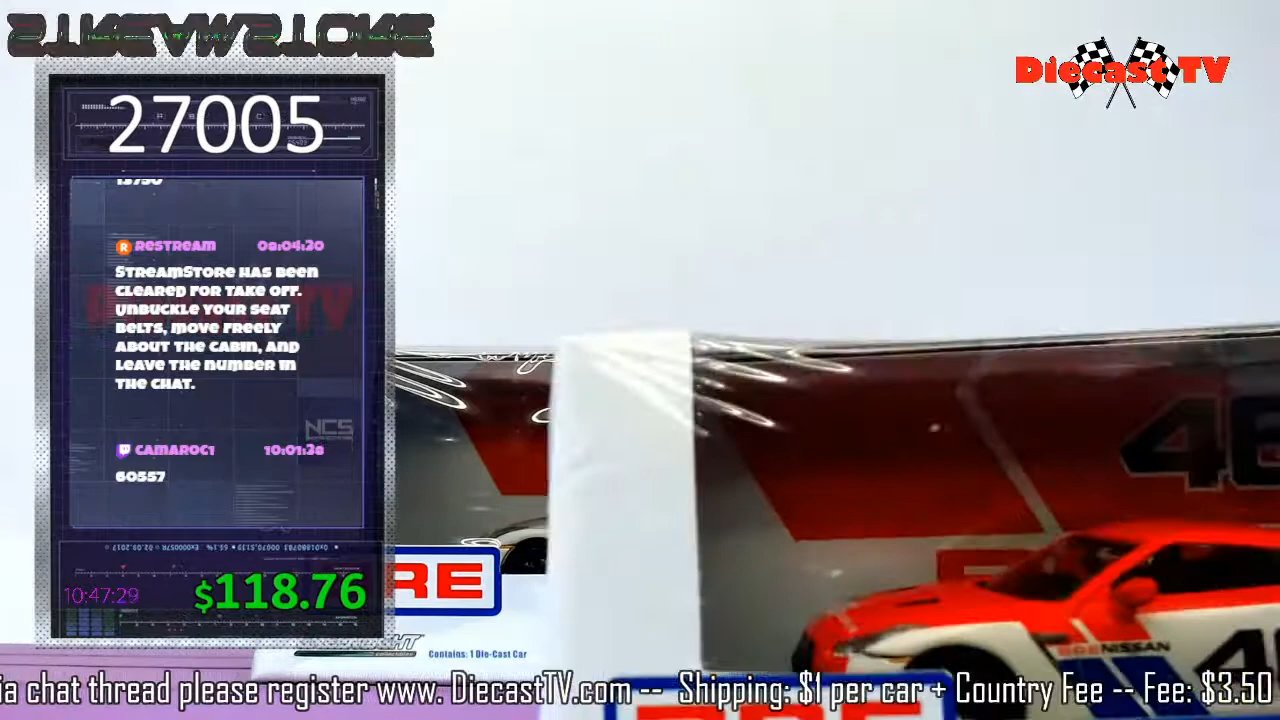 Diecast TV
27005
13750
Restream 08:04:20
StreamStore has been
cleared for take off.
Unbuckle your seat
belts, move freely
about the cabin, and
leave the number in
the chat.
NCS
camaroc1 10:01:38
60557
10:47:29
$118.76
RE
46
NISSAN
4
Contains: 1 Die-Cast Car
ia chat thread please register www. DiecastTV.com -- Shipping: $1 per car + Country Fee -- Fee: $3.50